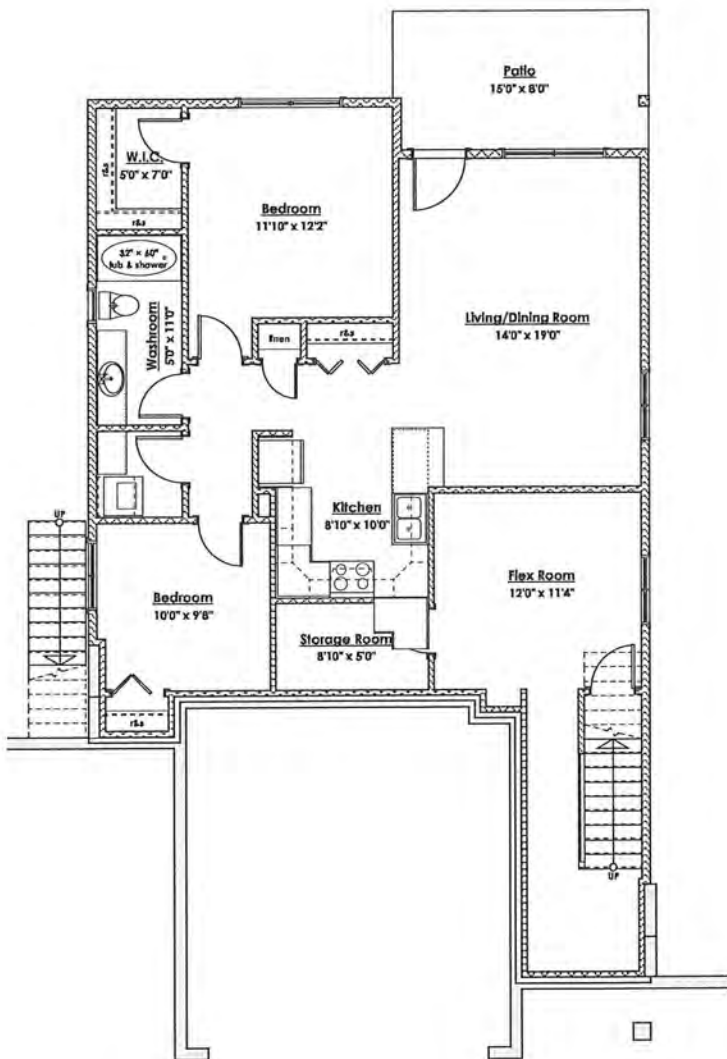 Patio
15'0" x 8'0"
W.I.C.
5'0" x 7'0"
r&s
r&s
Bedroom
11'10" x 12'2"
32" x 60"
tub & shower
Washroom
5'0" x 11'0"
linen
r&s
Living/Dining Room
14'0" x 19'0"
Kitchen
8'10" x 10'0"
UP
Bedroom
10'0" x 9'8"
Flex Room
12'0" x 11'4"
Storage Room
8'10" x 5'0"
r&s
UP